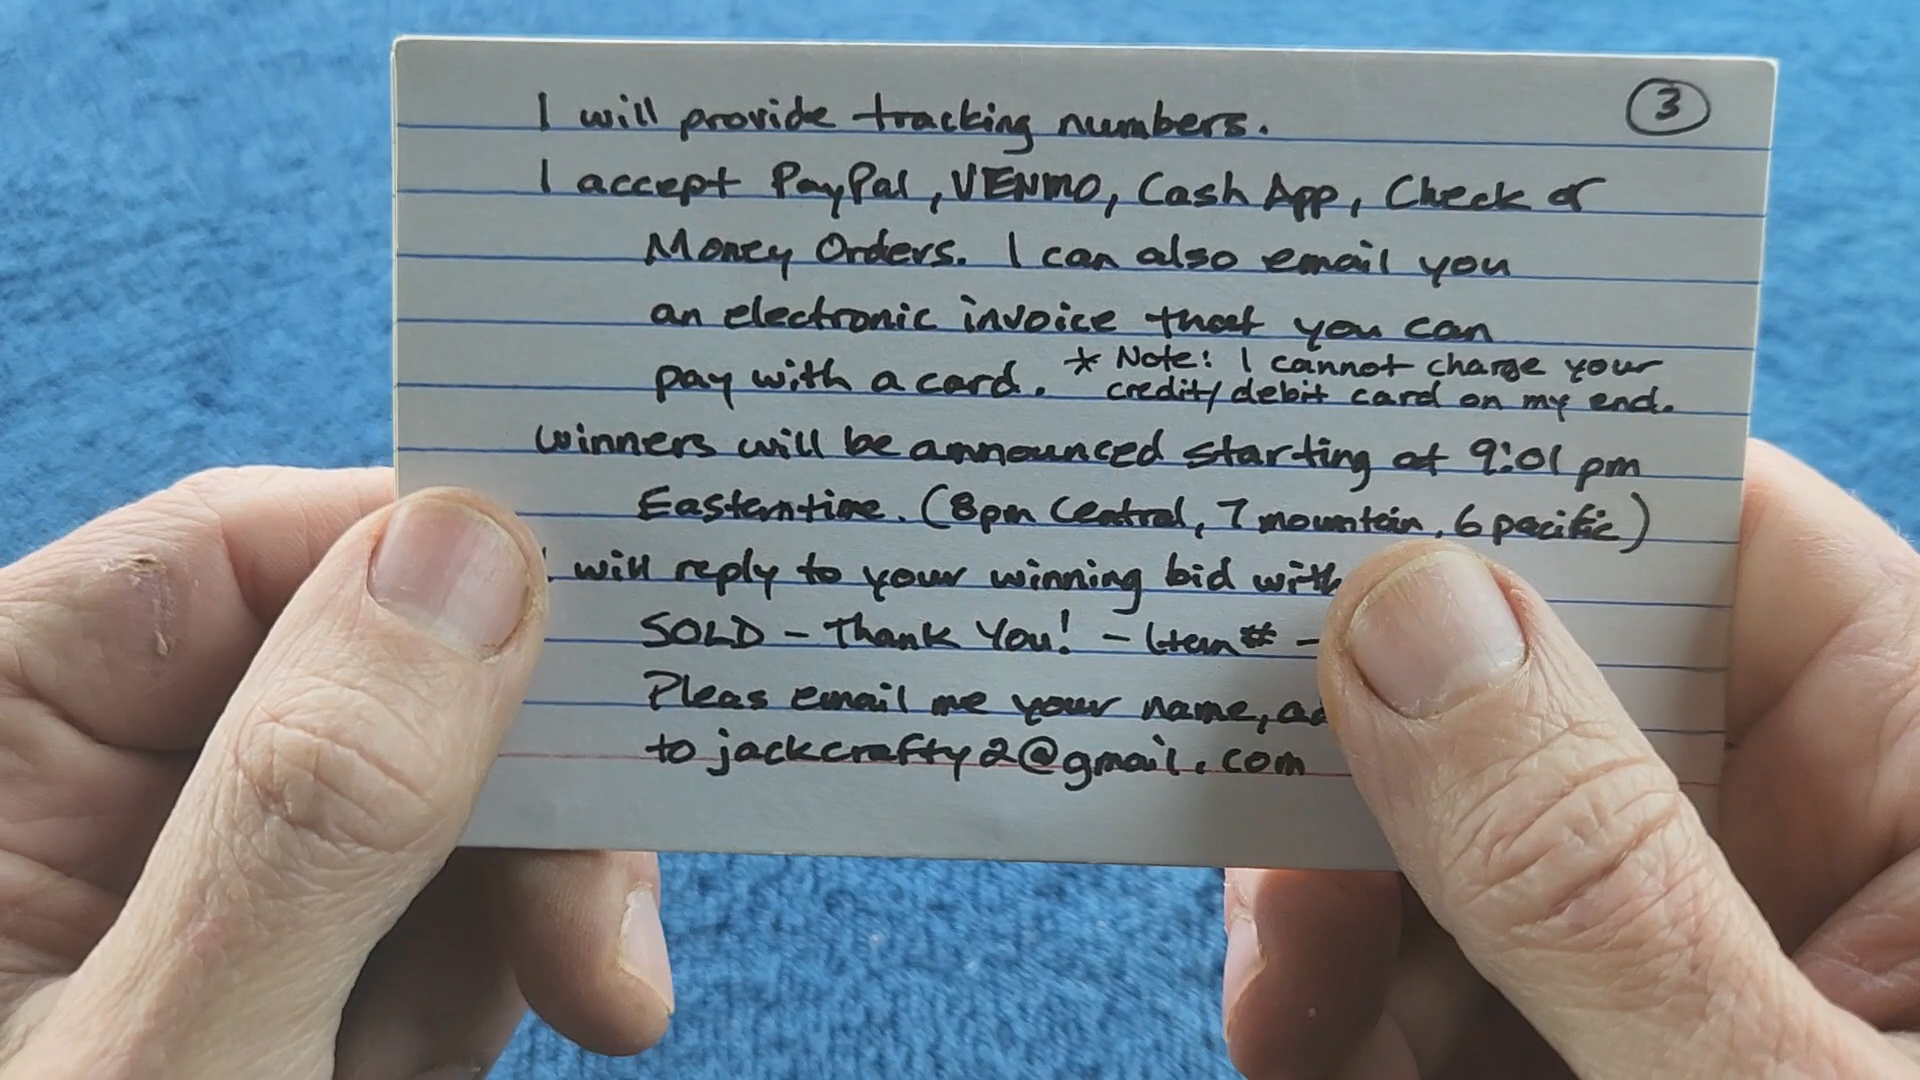 3
I will provide tracking numbers.
I accept PayPal, VENMO, Cash App, Check or
Money Orders. I can also email you
an electronic invoice that you can
pay with a card. * Note: I cannot charge your
credit/debit card on my end.
Winners will be announced starting at 9:01 pm
Eastern time. (8pm Central, 7 mountain, 6 pacific)
I will reply to your winning bid with
SOLD - Thank You! - Item # -
Pleas email me your name,
to jackcrafty2@gmail.com